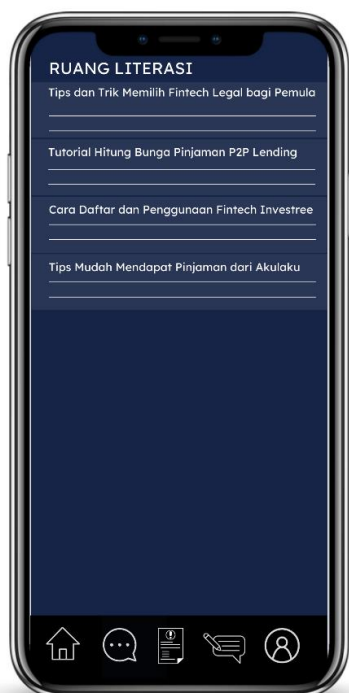 RUANG LITERASI
Tips dan Trik Memilih Fintech Legal bagi Pemula
Tutorial Hitung Bunga Pinjaman P2P Lending
Cara Daftar dan Penggunaan Fintech Investree
Tips Mudah Mendapat Pinjaman dari Akulaku